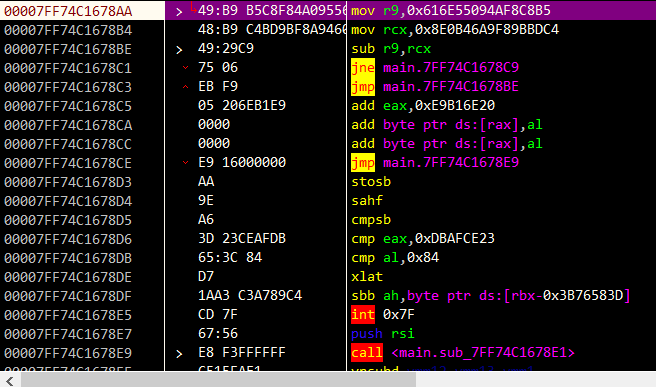 00007FF74C1678AA > 49:B9 B5C8F84A09556 mov r9,0x616E55094AF8C8B5
00007FF74C1678B4 48:B9 C4BD9BF8A9460 mov rcx,0x8E0B46A9F89BBDC4
00007FF74C1678BE > 49:29C9 sub r9,rcx
00007FF74C1678C1 75 06 jne main.7FF74C1678C9
00007FF74C1678C3 EB F9 jmp main.7FF74C1678BE
00007FF74C1678C5 05 206EB1E9 add eax,0xE9B16E20
00007FF74C1678CA 0000 add byte ptr ds:[rax],al
00007FF74C1678CC 0000 add byte ptr ds:[rax],al
00007FF74C1678CE E9 16000000 jmp main.7FF74C1678E9
00007FF74C1678D3 AA stosb
00007FF74C1678D4 9E sahf
00007FF74C1678D5 A6 cmpsb
00007FF74C1678D6 3D 23CEAFDB cmp eax,0xDBAFCE23
00007FF74C1678DB 65:3C 84 cmp al,0x84
00007FF74C1678DE D7 xlat
00007FF74C1678DF 1AA3 C3A789C4 sbb ah,byte ptr ds:[rbx-0x3B76583D]
00007FF74C1678E5 CD 7F int 0x7F
00007FF74C1678E7 67:56 push rsi
00007FF74C1678E9 > E8 F3FFFFFF call <main.sub_7FF74C1678E1>